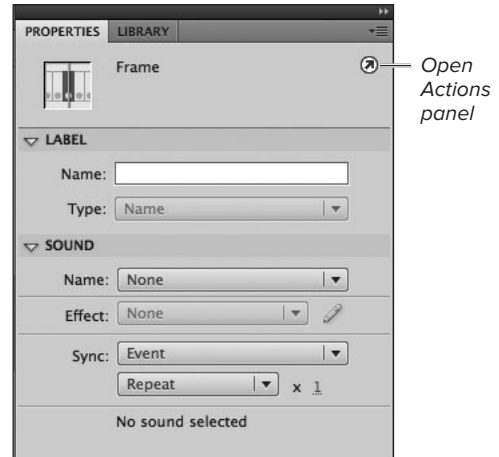 PROPERTIES LIBRARY
Frame
Open
Actions
panel
LABEL
Name:
Type: Name
SOUND
Name: None
Effect: None
Sync: Event
Repeat x 1
No sound selected